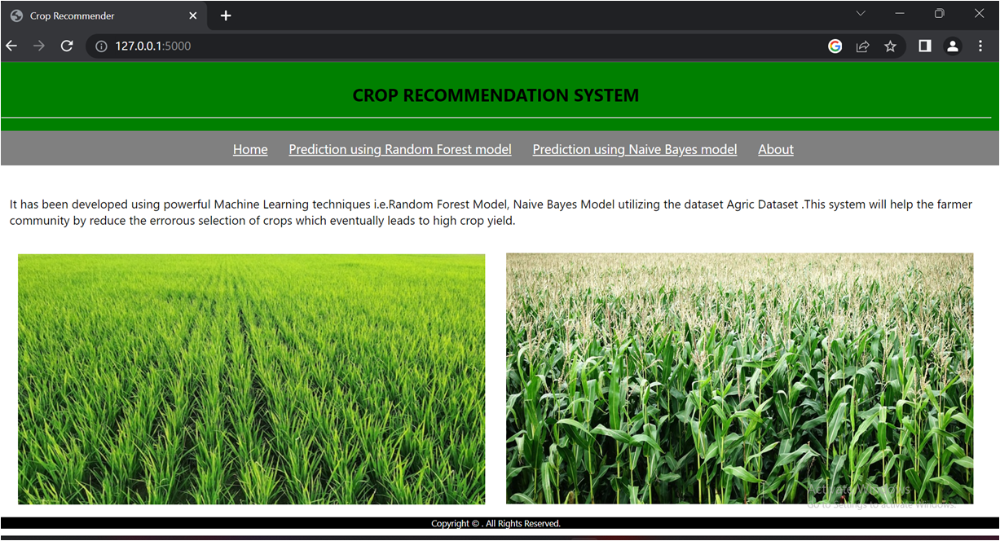 Crop Recommender
127.0.0.1:5000
CROP RECOMMENDATION SYSTEM
Home Prediction using Random Forest model Prediction using Naive Bayes model About
It has been developed using powerful Machine Learning techniques i.e.Random Forest Model, Naive Bayes Model utilizing the dataset Agric Dataset .This system will help the farmer
community by reduce the errorous selection of crops which eventually leads to high crop yield.
Activate Windows
Go to Settings to activate Windows.
Copyright © . All Rights Reserved.